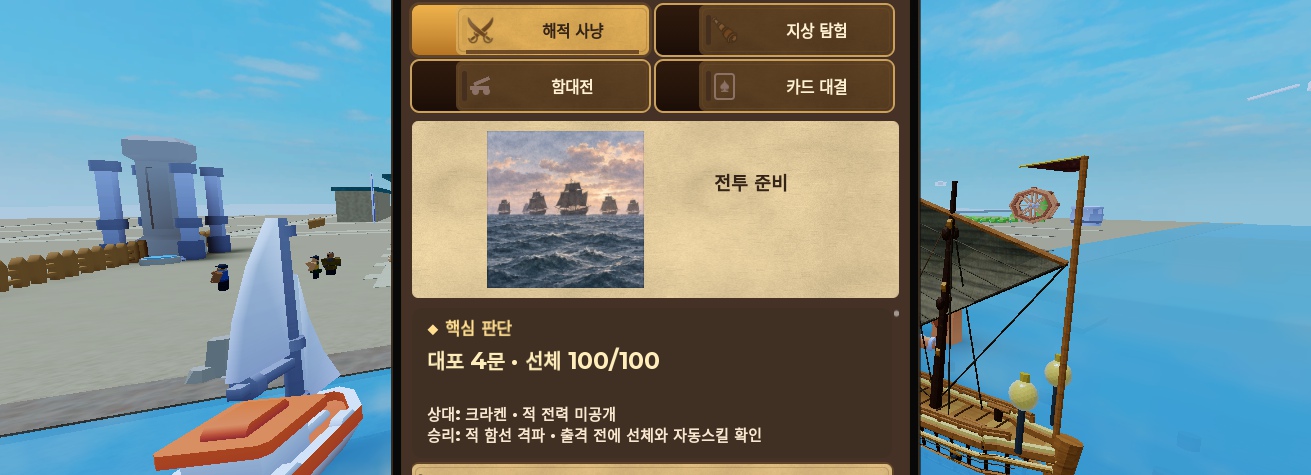 해적 사냥
지상 탐험
함대전
카드 대결
전투 준비
◆ 핵심 판단
대포 4문 • 선체 100/100
상대: 크라켄 • 적 전력 미공개
승리: 적 함선 격파 • 출격 전에 선체와 자동스킬 확인